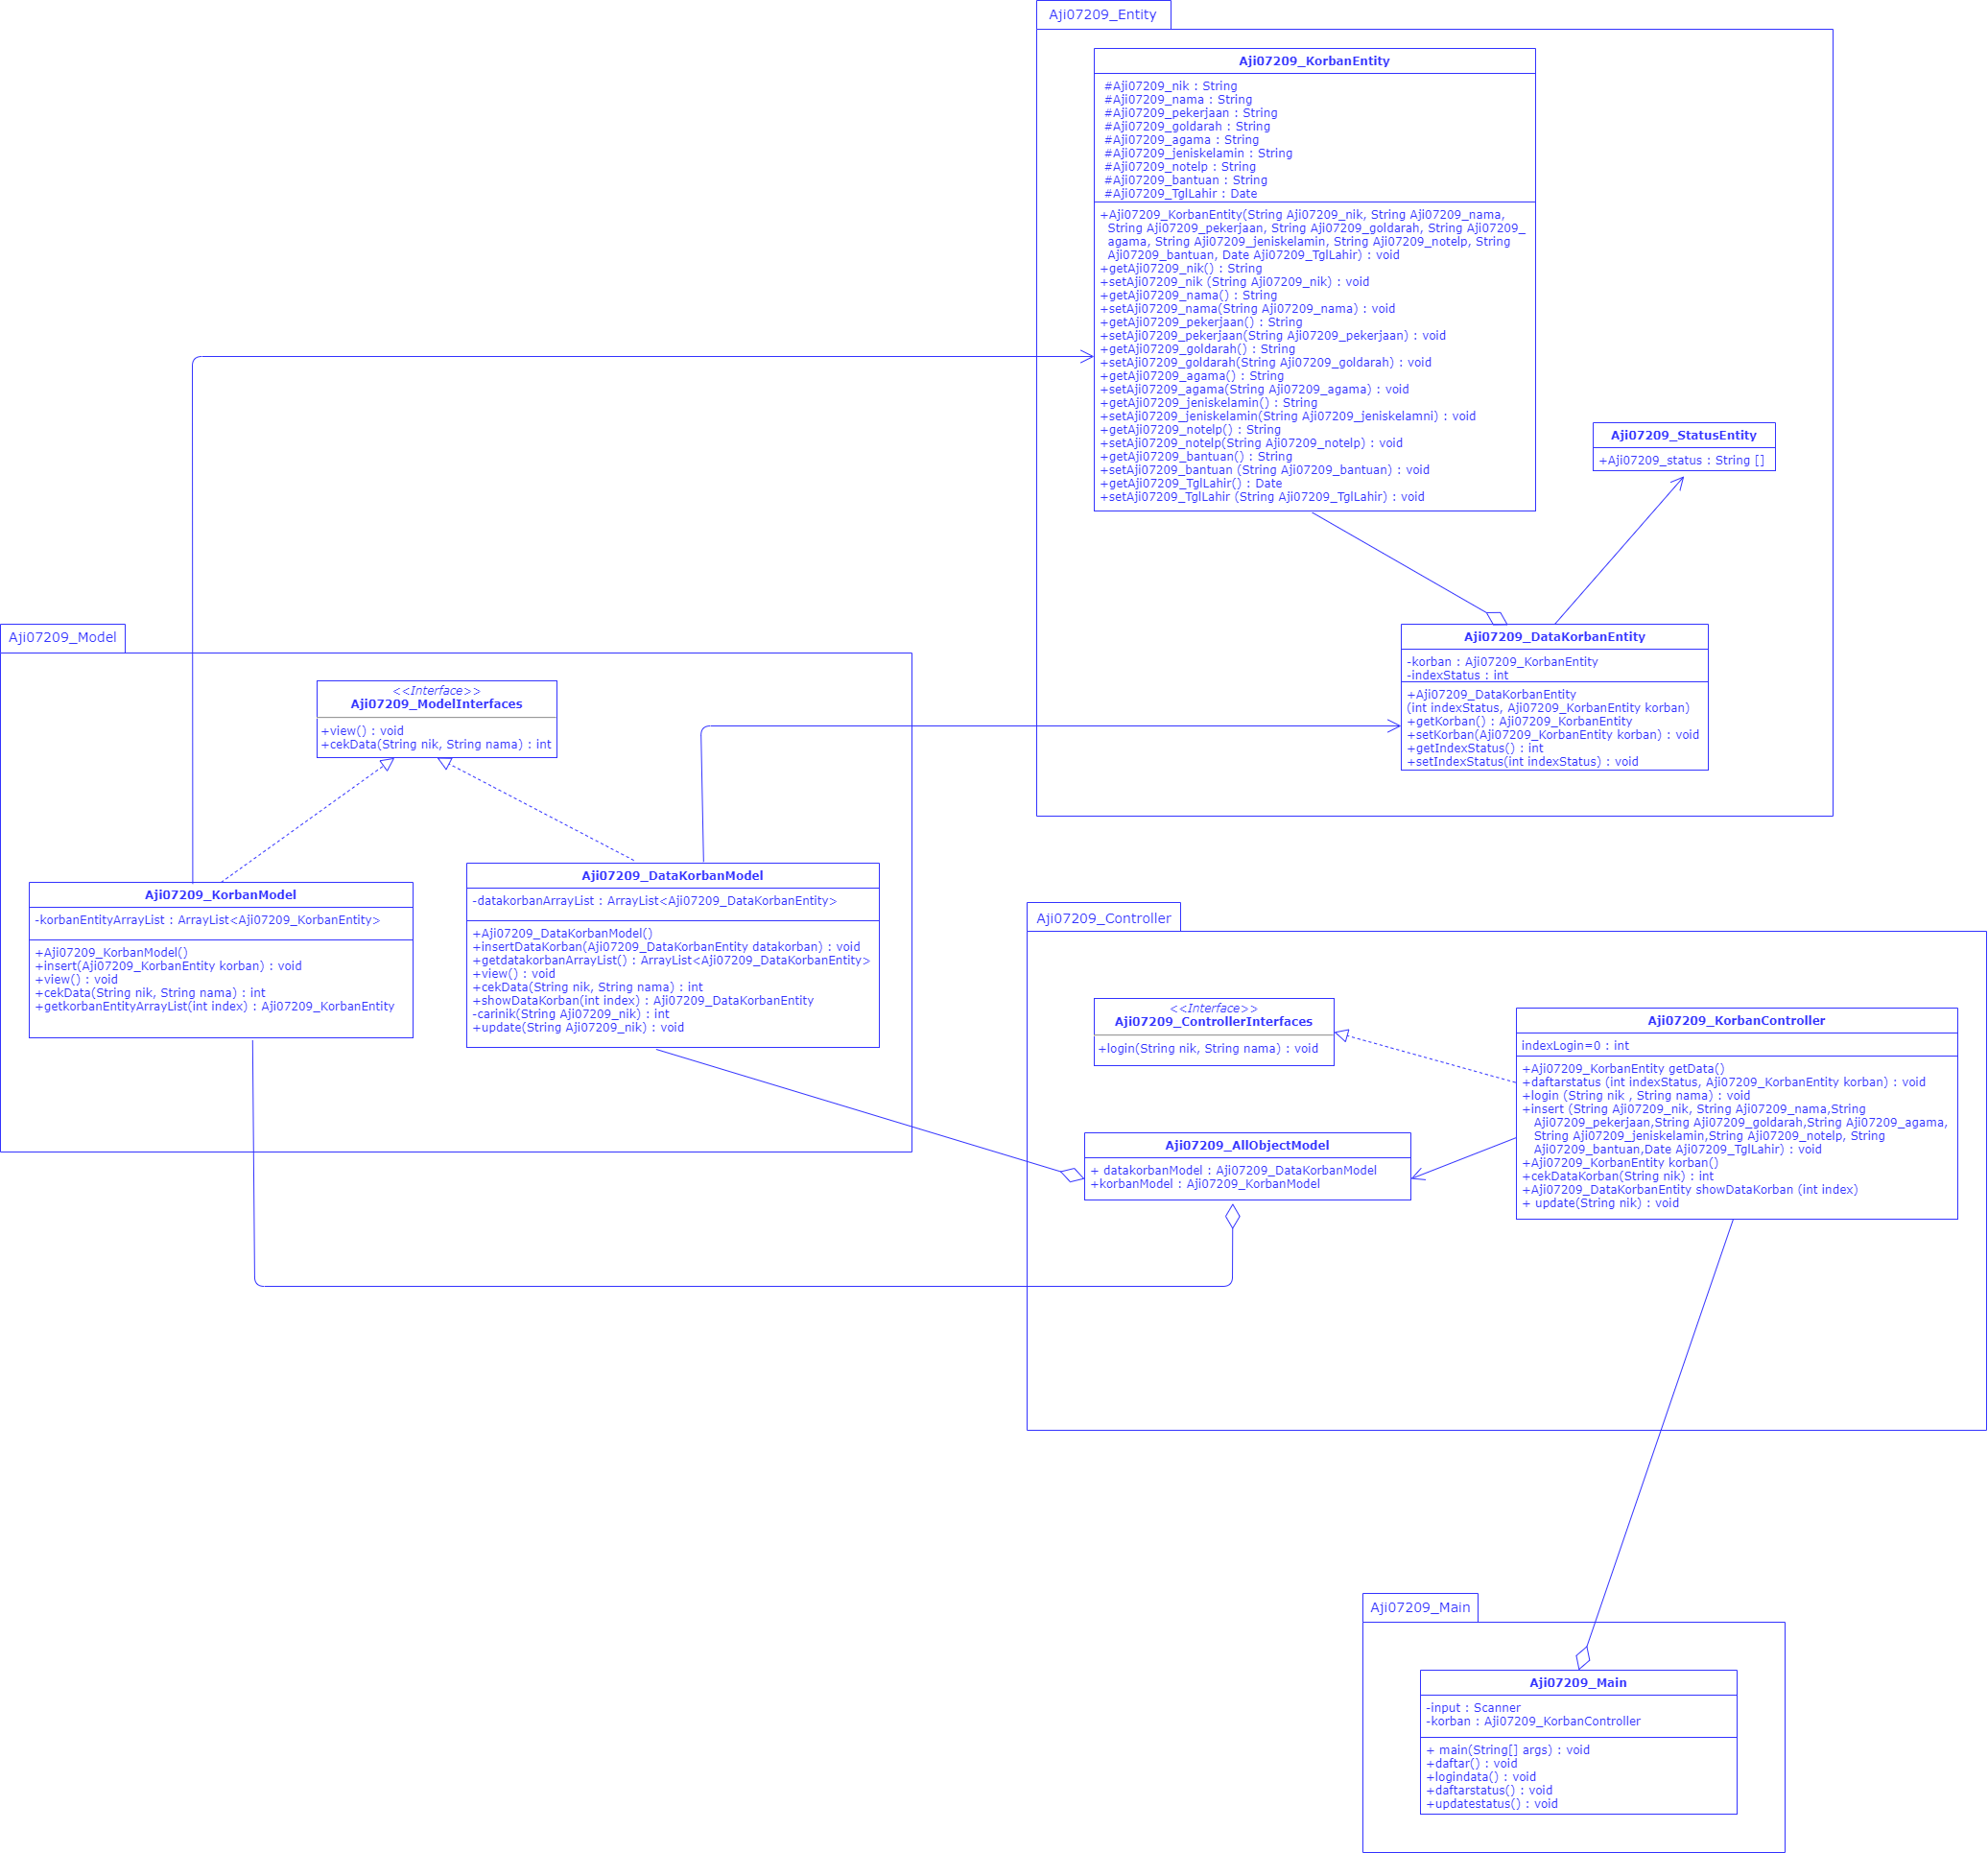 Aji07209_Entity
Aji07209_KorbanEntity
#Aji07209_nik : String
#Aji07209_nama : String
#Aji07209_pekerjaan : String
#Aji07209_goldarah : String
#Aji07209_agama : String
#Aji07209_jeniskelamin : String
#Aji07209_notelp : String
#Aji07209_bantuan : String
#Aji07209_TglLahir : Date
+Aji07209_KorbanEntity(String Aji07209_nik, String Aji07209_nama,
String Aji07209_pekerjaan, String Aji07209_goldarah, String Aji07209_
agama, String Aji07209_jeniskelamin, String Aji07209_notelp, String
Aji07209_bantuan, Date Aji07209_TglLahir) : void
+getAji07209_nik() : String
+setAji07209_nik (String Aji07209_nik) : void
+getAji07209_nama() : String
+setAji07209_nama(String Aji07209_nama) : void
+getAji07209_pekerjaan() : String
+setAji07209_pekerjaan(String Aji07209_pekerjaan) : void
+getAji07209_goldarah() : String
+setAji07209_goldarah(String Aji07209_goldarah) : void
+getAji07209_agama() : String
+setAji07209_agama(String Aji07209_agama) : void
+getAji07209_jeniskelamin() : String
+setAji07209_jeniskelamin(String Aji07209_jeniskelamni) : void
+getAji07209_notelp() : String
+setAji07209_notelp(String Aji07209_notelp) : void
+getAji07209_bantuan() : String
+setAji07209_bantuan (String Aji07209_bantuan) : void
+getAji07209_TglLahir() : Date
+setAji07209_TglLahir (String Aji07209_TglLahir) : void
Aji07209_StatusEntity
+Aji07209_status : String []
Aji07209_DataKorbanEntity
-korban : Aji07209_KorbanEntity
-indexStatus : int
+Aji07209_DataKorbanEntity
(int indexStatus, Aji07209_KorbanEntity korban)
+getKorban() : Aji07209_KorbanEntity
+setKorban(Aji07209_KorbanEntity korban) : void
+getIndexStatus() : int
+setIndexStatus(int indexStatus) : void
Aji07209_Model
<<Interface>>
Aji07209_ModelInterfaces
+view() : void
+cekData(String nik, String nama) : int
Aji07209_KorbanModel
-korbanEntityArrayList : ArrayList<Aji07209_KorbanEntity>
+Aji07209_KorbanModel()
+insert(Aji07209_KorbanEntity korban) : void
+view() : void
+cekData(String nik, String nama) : int
+getkorbanEntityArrayList(int index) : Aji07209_KorbanEntity
Aji07209_DataKorbanModel
-datakorbanArrayList : ArrayList<Aji07209_DataKorbanEntity>
+Aji07209_DataKorbanModel()
+insertDataKorban(Aji07209_DataKorbanEntity datakorban) : void
+getdatakorbanArrayList() : ArrayList<Aji07209_DataKorbanEntity>
+view() : void
+cekData(String nik, String nama) : int
+showDataKorban(int index) : Aji07209_DataKorbanEntity
-carinik(String Aji07209_nik) : int
+update(String Aji07209_nik) : void
Aji07209_Controller
<<Interface>>
Aji07209_ControllerInterfaces
+login(String nik, String nama) : void
Aji07209_AllObjectModel
+ datakorbanModel : Aji07209_DataKorbanModel
+korbanModel : Aji07209_KorbanModel
Aji07209_KorbanController
indexLogin=0 : int
+Aji07209_KorbanEntity getData()
+daftarstatus (int indexStatus, Aji07209_KorbanEntity korban) : void
+login (String nik , String nama) : void
+insert (String Aji07209_nik, String Aji07209_nama,String
Aji07209_pekerjaan,String Aji07209_goldarah,String Aji07209_agama,
String Aji07209_jeniskelamin,String Aji07209_notelp, String
Aji07209_bantuan,Date Aji07209_TglLahir) : void
+Aji07209_KorbanEntity korban()
+cekDataKorban(String nik) : int
+Aji07209_DataKorbanEntity showDataKorban (int index)
+ update(String nik) : void
Aji07209_Main
Aji07209_Main
-input : Scanner
-korban : Aji07209_KorbanController
+ main(String[] args) : void
+daftar() : void
+logindata() : void
+daftarstatus() : void
+updatestatus() : void